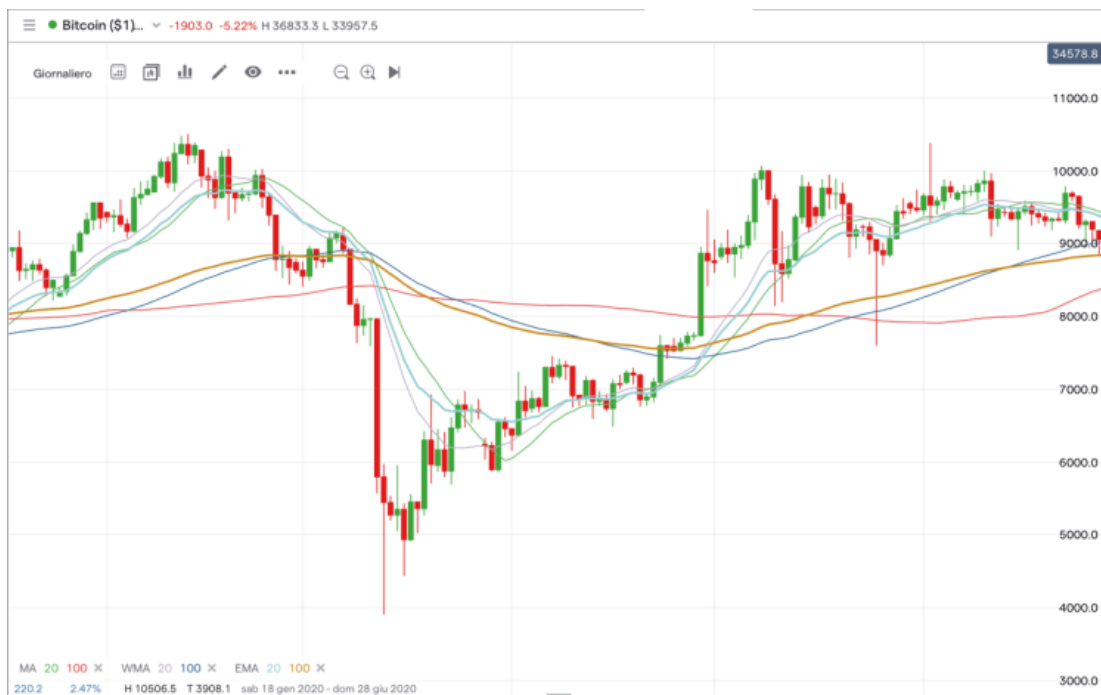 Bitcoin ($1)... -1903.0 -5.22% H 36833.3 L 33957.5
34578.8
Giornaliero
11000.0
10000.0
9000.0
8000.0
7000.0
6000.0
5000.0
4000.0
3000.0
MA 20 100 × WMA 20 100 × EMA 20 100 ×
220.2 2.47% H 10506.5 T 3908.1 sab 18 gen 2020 - dom 28 giu 2020